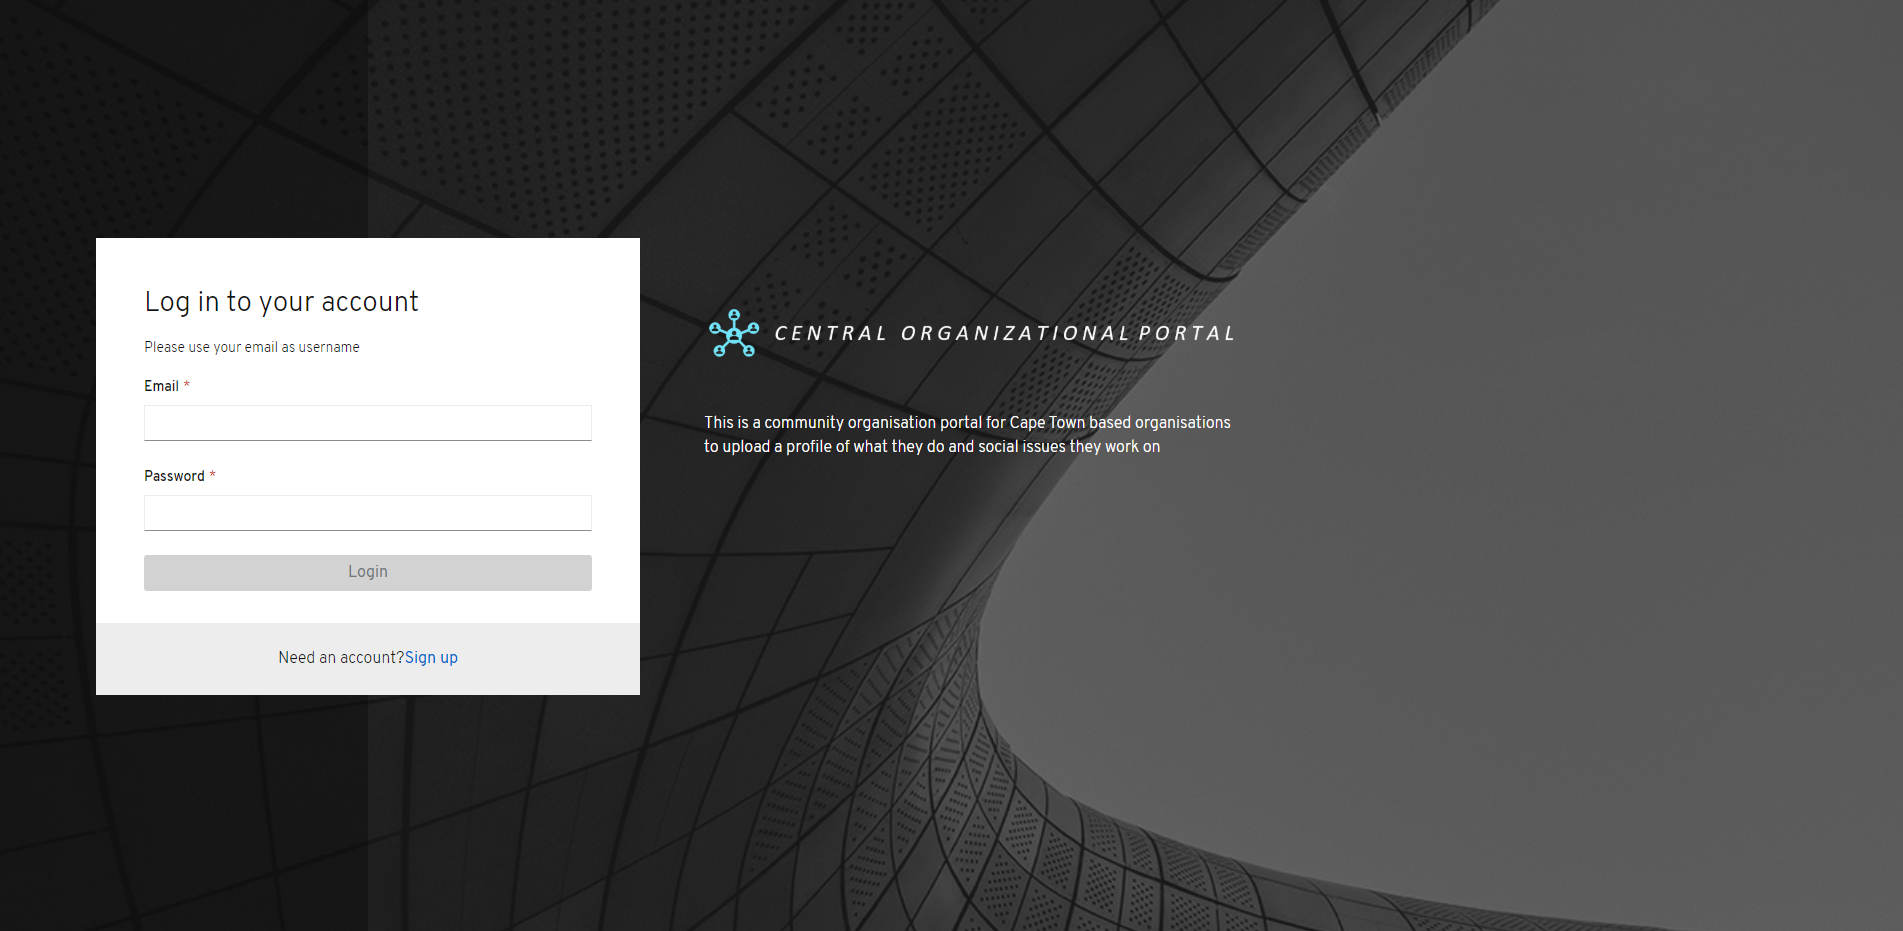 Log in to your account
Please use your email as username
Email *
Password *
Login
Need an account?Sign up
CENTRAL ORGANIZATIONAL PORTAL
This is a community organisation portal for Cape Town based organisations
to upload a profile of what they do and social issues they work on